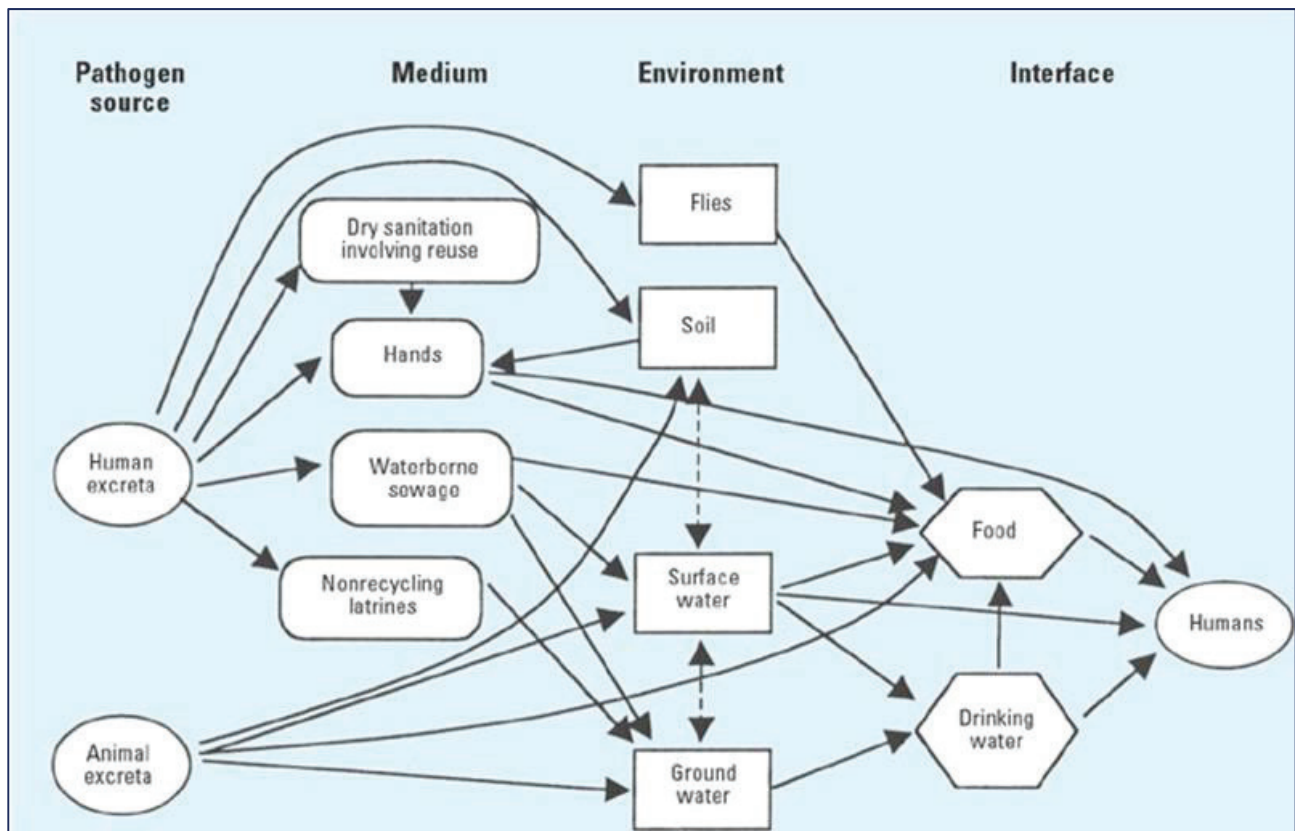 Pathogen
source
Medium
Environment
Interface
Flies
Dry sanitation
involving reuse
Soil
Hands
Human
excreta
Waterborne
sewage
Food
Nonrecycling
latrines
Surface
water
Humans
Drinking
water
Animal
excreta
Ground
water